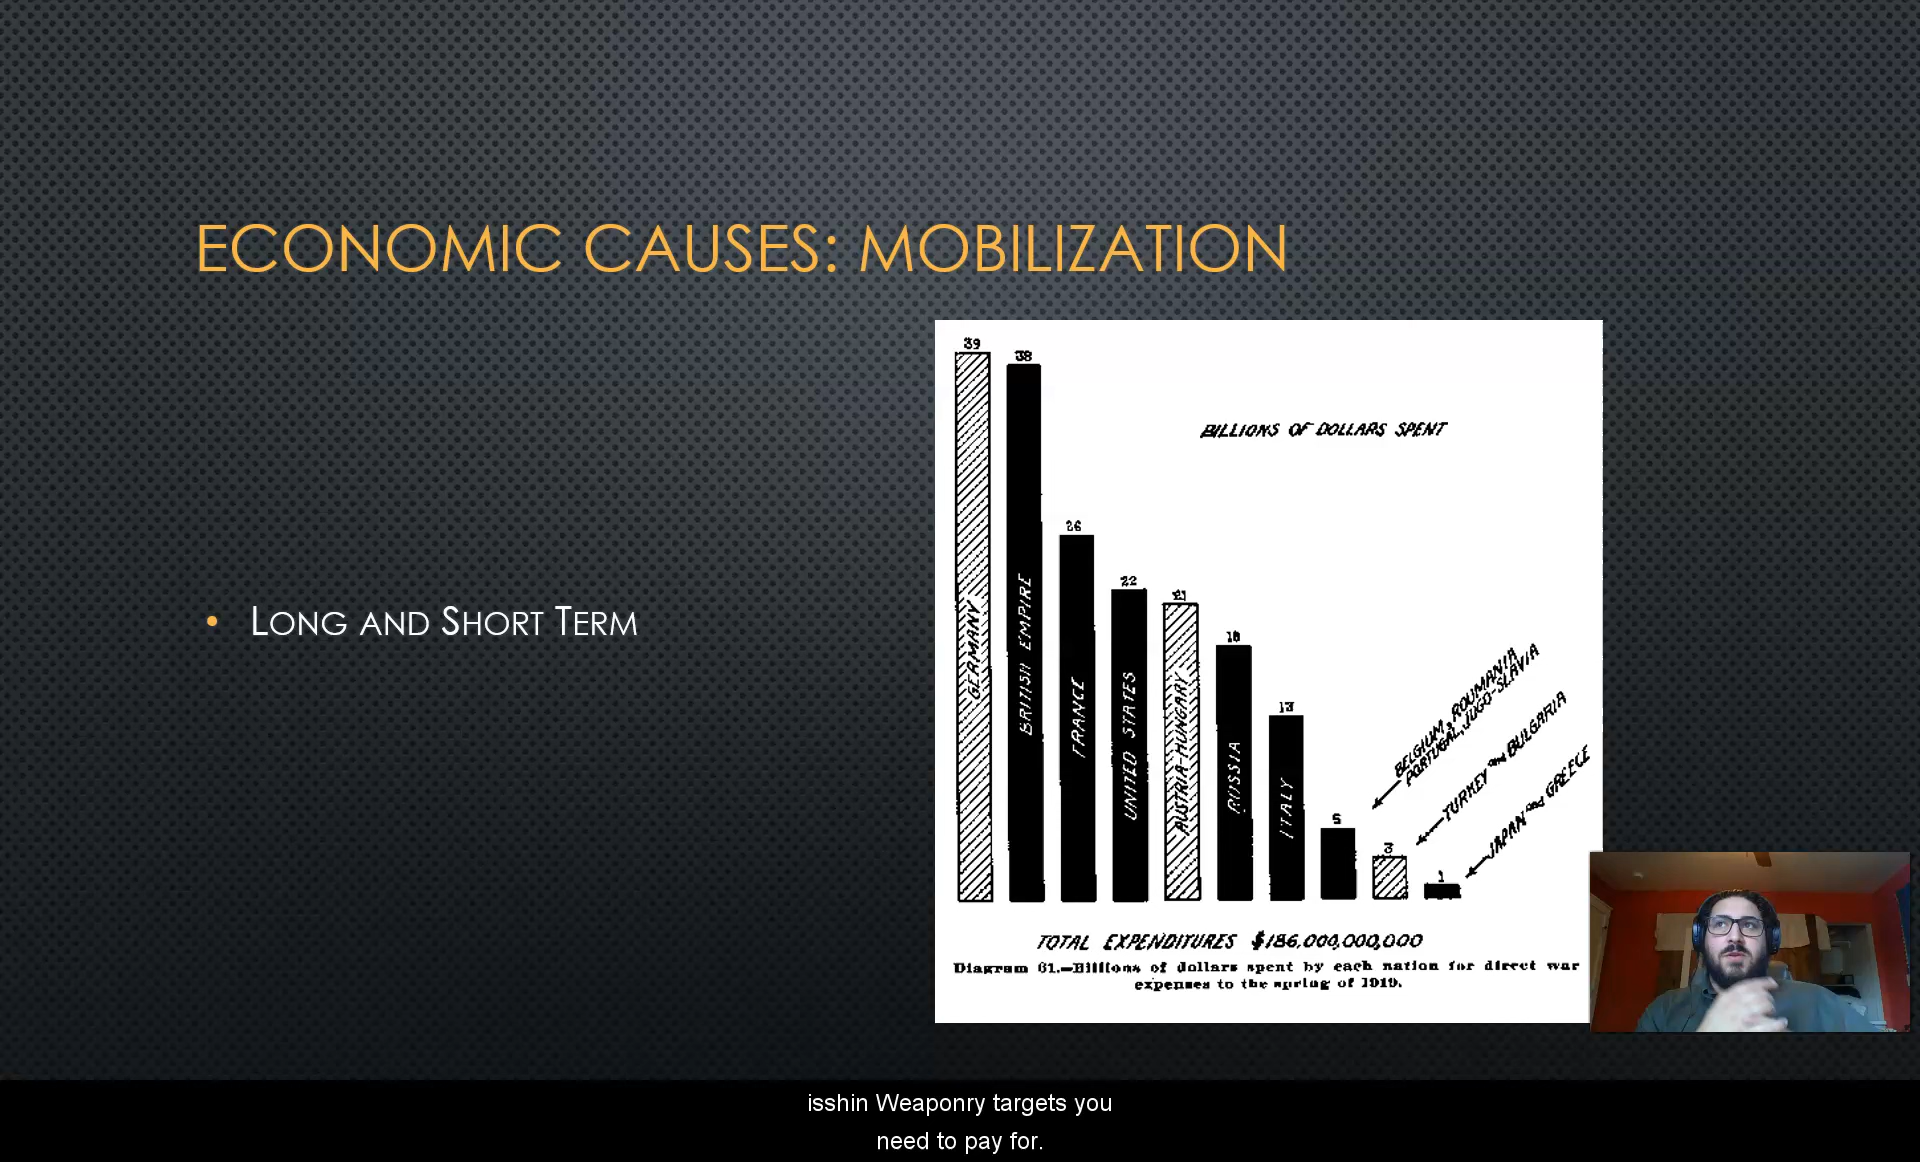 ECONOMIC CAUSES: MOBILIZATION
• LONG AND SHORT TERM
BILLIONS OF DOLLARS SPENT
39
GERMANY
38
BRITISH EMPIRE
26
FRANCE
22
UNITED STATES
21
AUSTRIA-HUNGARY
18
RUSSIA
13
ITALY
5
BELGIUM, ROUMANIA
PORTUGAL, JUGO-SLAVIA
3
TURKEY and BULGARIA
1
JAPAN and GREECE
TOTAL EXPENDITURES $186,000,000,000
Diagram 61.—Billions of dollars spent by each nation for direct war
expenses to the spring of 1919.
isshin Weaponry targets you
need to pay for.